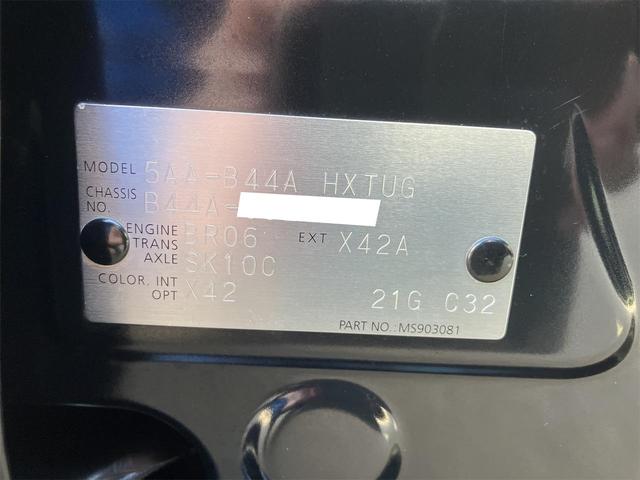 MODEL 5AA-B44A HXTUG
CHASSIS NO. B44A-
ENGINE BR06 EXT X42A
TRANS AXLE SK10C
COLOR. INT X42
OPT 21G C32
PART NO.:MS903081